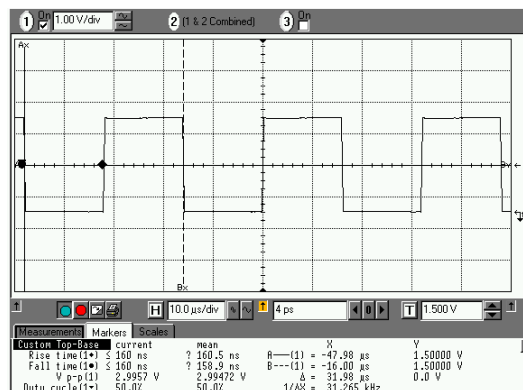 1 On 1.00 V/div 2 (1 & 2 Combined) 3 On
Ax
Bx
H 10.0 µs/div 4 ps 0 T 1.500 V
Measurements Markers Scales
Custom Top-Base current mean X Y
Rise time(1♦) ≤ 160 ns ? 160.5 ns A——(1) = -47.98 µs 1.50000 V
Fall time(1●) ≤ 160 ns ? 158.9 ns B---(1) = -16.00 µs 1.50000 V
V p-p(1) 2.9957 V 2.99472 V Δ = 31.98 µs 0.0 V
Duty cycle(1♦) 50.0% 50.0% 1/ΔX = 31.265 kHz